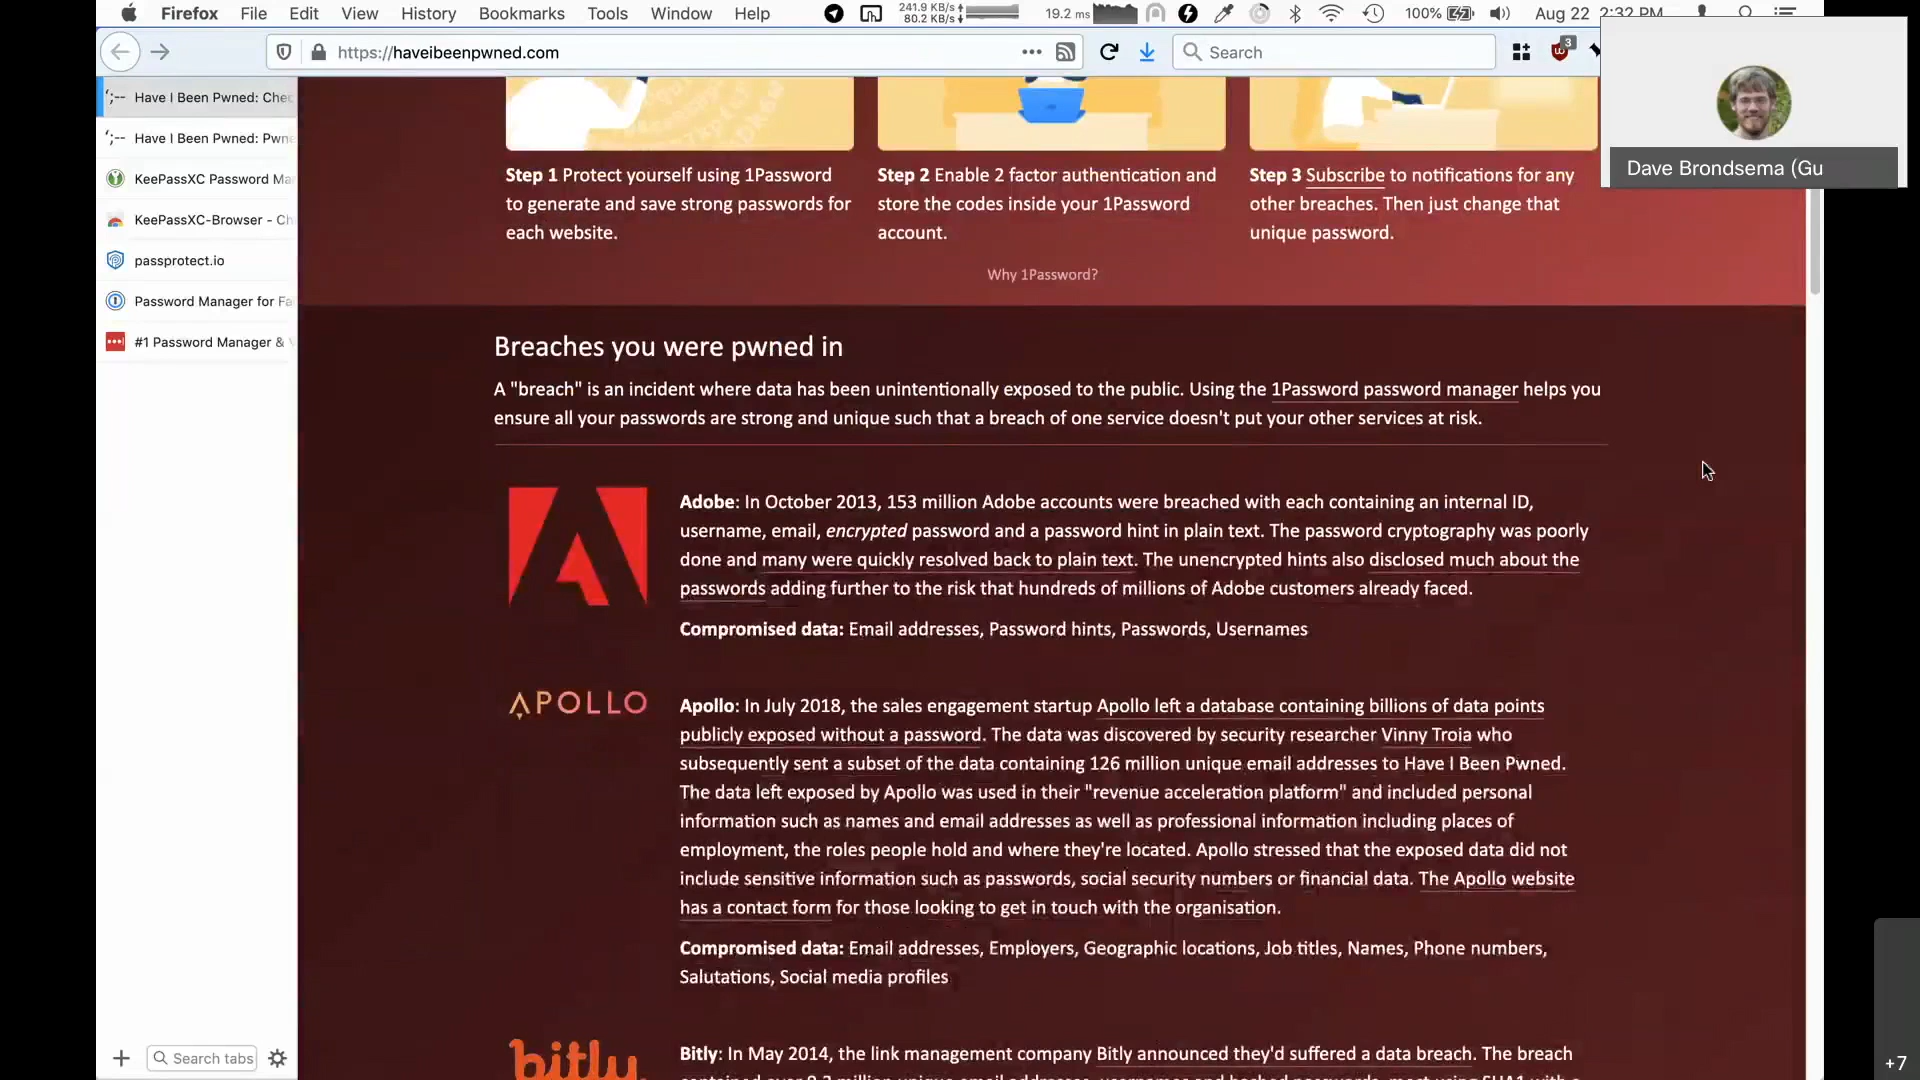 Firefox File Edit View History Bookmarks Tools Window Help 241.9 KB/s 80.2 KB/s 19.2 ms 100% Aug 22 2:32 PM
https://haveibeenpwned.com
Search
3
Have I Been Pwned: Chec
Have I Been Pwned: Pwne
KeePassXC Password Ma
KeePassXC-Browser - Ch
passprotect.io
Password Manager for Fa
#1 Password Manager & V
Dave Brondsema (Gu
Step 1 Protect yourself using 1Password
to generate and save strong passwords for
each website.
Step 2 Enable 2 factor authentication and
store the codes inside your 1Password
account.
Step 3 Subscribe to notifications for any
other breaches. Then just change that
unique password.
Why 1Password?
Breaches you were pwned in
A "breach" is an incident where data has been unintentionally exposed to the public. Using the 1Password password manager helps you
ensure all your passwords are strong and unique such that a breach of one service doesn't put your other services at risk.
Adobe: In October 2013, 153 million Adobe accounts were breached with each containing an internal ID,
username, email, encrypted password and a password hint in plain text. The password cryptography was poorly
done and many were quickly resolved back to plain text. The unencrypted hints also disclosed much about the
passwords adding further to the risk that hundreds of millions of Adobe customers already faced.
Compromised data: Email addresses, Password hints, Passwords, Usernames
APOLLO
Apollo: In July 2018, the sales engagement startup Apollo left a database containing billions of data points
publicly exposed without a password. The data was discovered by security researcher Vinny Troia who
subsequently sent a subset of the data containing 126 million unique email addresses to Have I Been Pwned.
The data left exposed by Apollo was used in their "revenue acceleration platform" and included personal
information such as names and email addresses as well as professional information including places of
employment, the roles people hold and where they're located. Apollo stressed that the exposed data did not
include sensitive information such as passwords, social security numbers or financial data. The Apollo website
has a contact form for those looking to get in touch with the organisation.
Compromised data: Email addresses, Employers, Geographic locations, Job titles, Names, Phone numbers,
Salutations, Social media profiles
bitly
Bitly: In May 2014, the link management company Bitly announced they'd suffered a data breach. The breach
Search tabs
+7